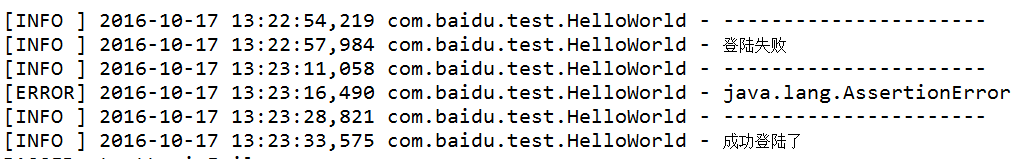 [INFO ] 2016-10-17 13:22:54,219 com.baidu.test.HelloWorld - ----------------------
[INFO ] 2016-10-17 13:22:57,984 com.baidu.test.HelloWorld - 登陆失败
[INFO ] 2016-10-17 13:23:11,058 com.baidu.test.HelloWorld - ----------------------
[ERROR] 2016-10-17 13:23:16,490 com.baidu.test.HelloWorld - java.lang.AssertionError
[INFO ] 2016-10-17 13:23:28,821 com.baidu.test.HelloWorld - ----------------------
[INFO ] 2016-10-17 13:23:33,575 com.baidu.test.HelloWorld - 成功登陆了